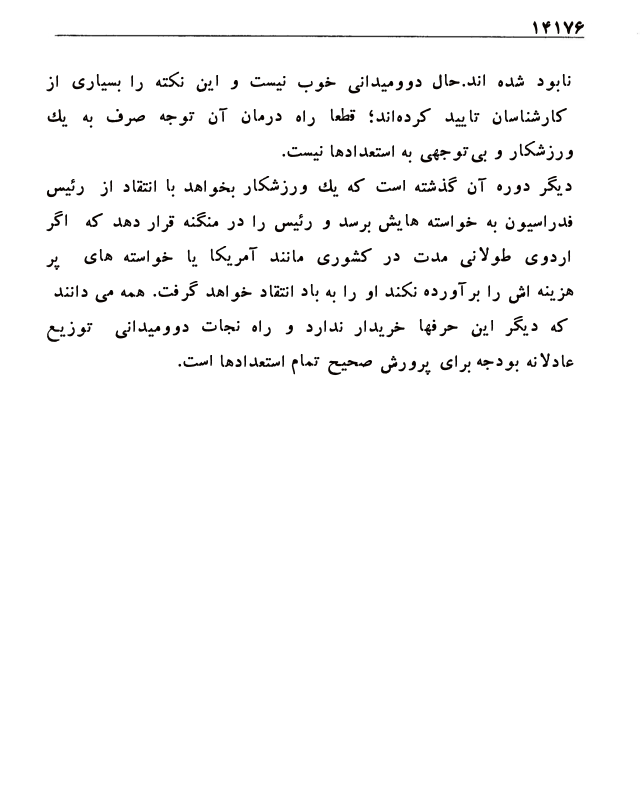 ۱۴۱۷۶
نابود شده اند.حال دوومیدانی خوب نیست و این نکته را بسیاری از
کارشناسان تایید کرده‌اند؛ قطعا راه درمان آن توجه صرف به یك
ورزشکار و بی‌توجهی به استعدادها نیست.
دیگر دوره آن گذشته است که یك ورزشکار بخواهد با انتقاد از رئیس
فدراسیون به خواسته هایش برسد و رئیس را در منگنه قرار دهد که اگر
اردوی طولانی مدت در کشوری مانند آمریکا یا خواسته های پر
هزینه اش را برآورده نکند او را به باد انتقاد خواهد گرفت. همه می دانند
که دیگر این حرفها خریدار ندارد و راه نجات دوومیدانی توزیع
عادلانه بودجه برای پرورش صحیح تمام استعدادها است.